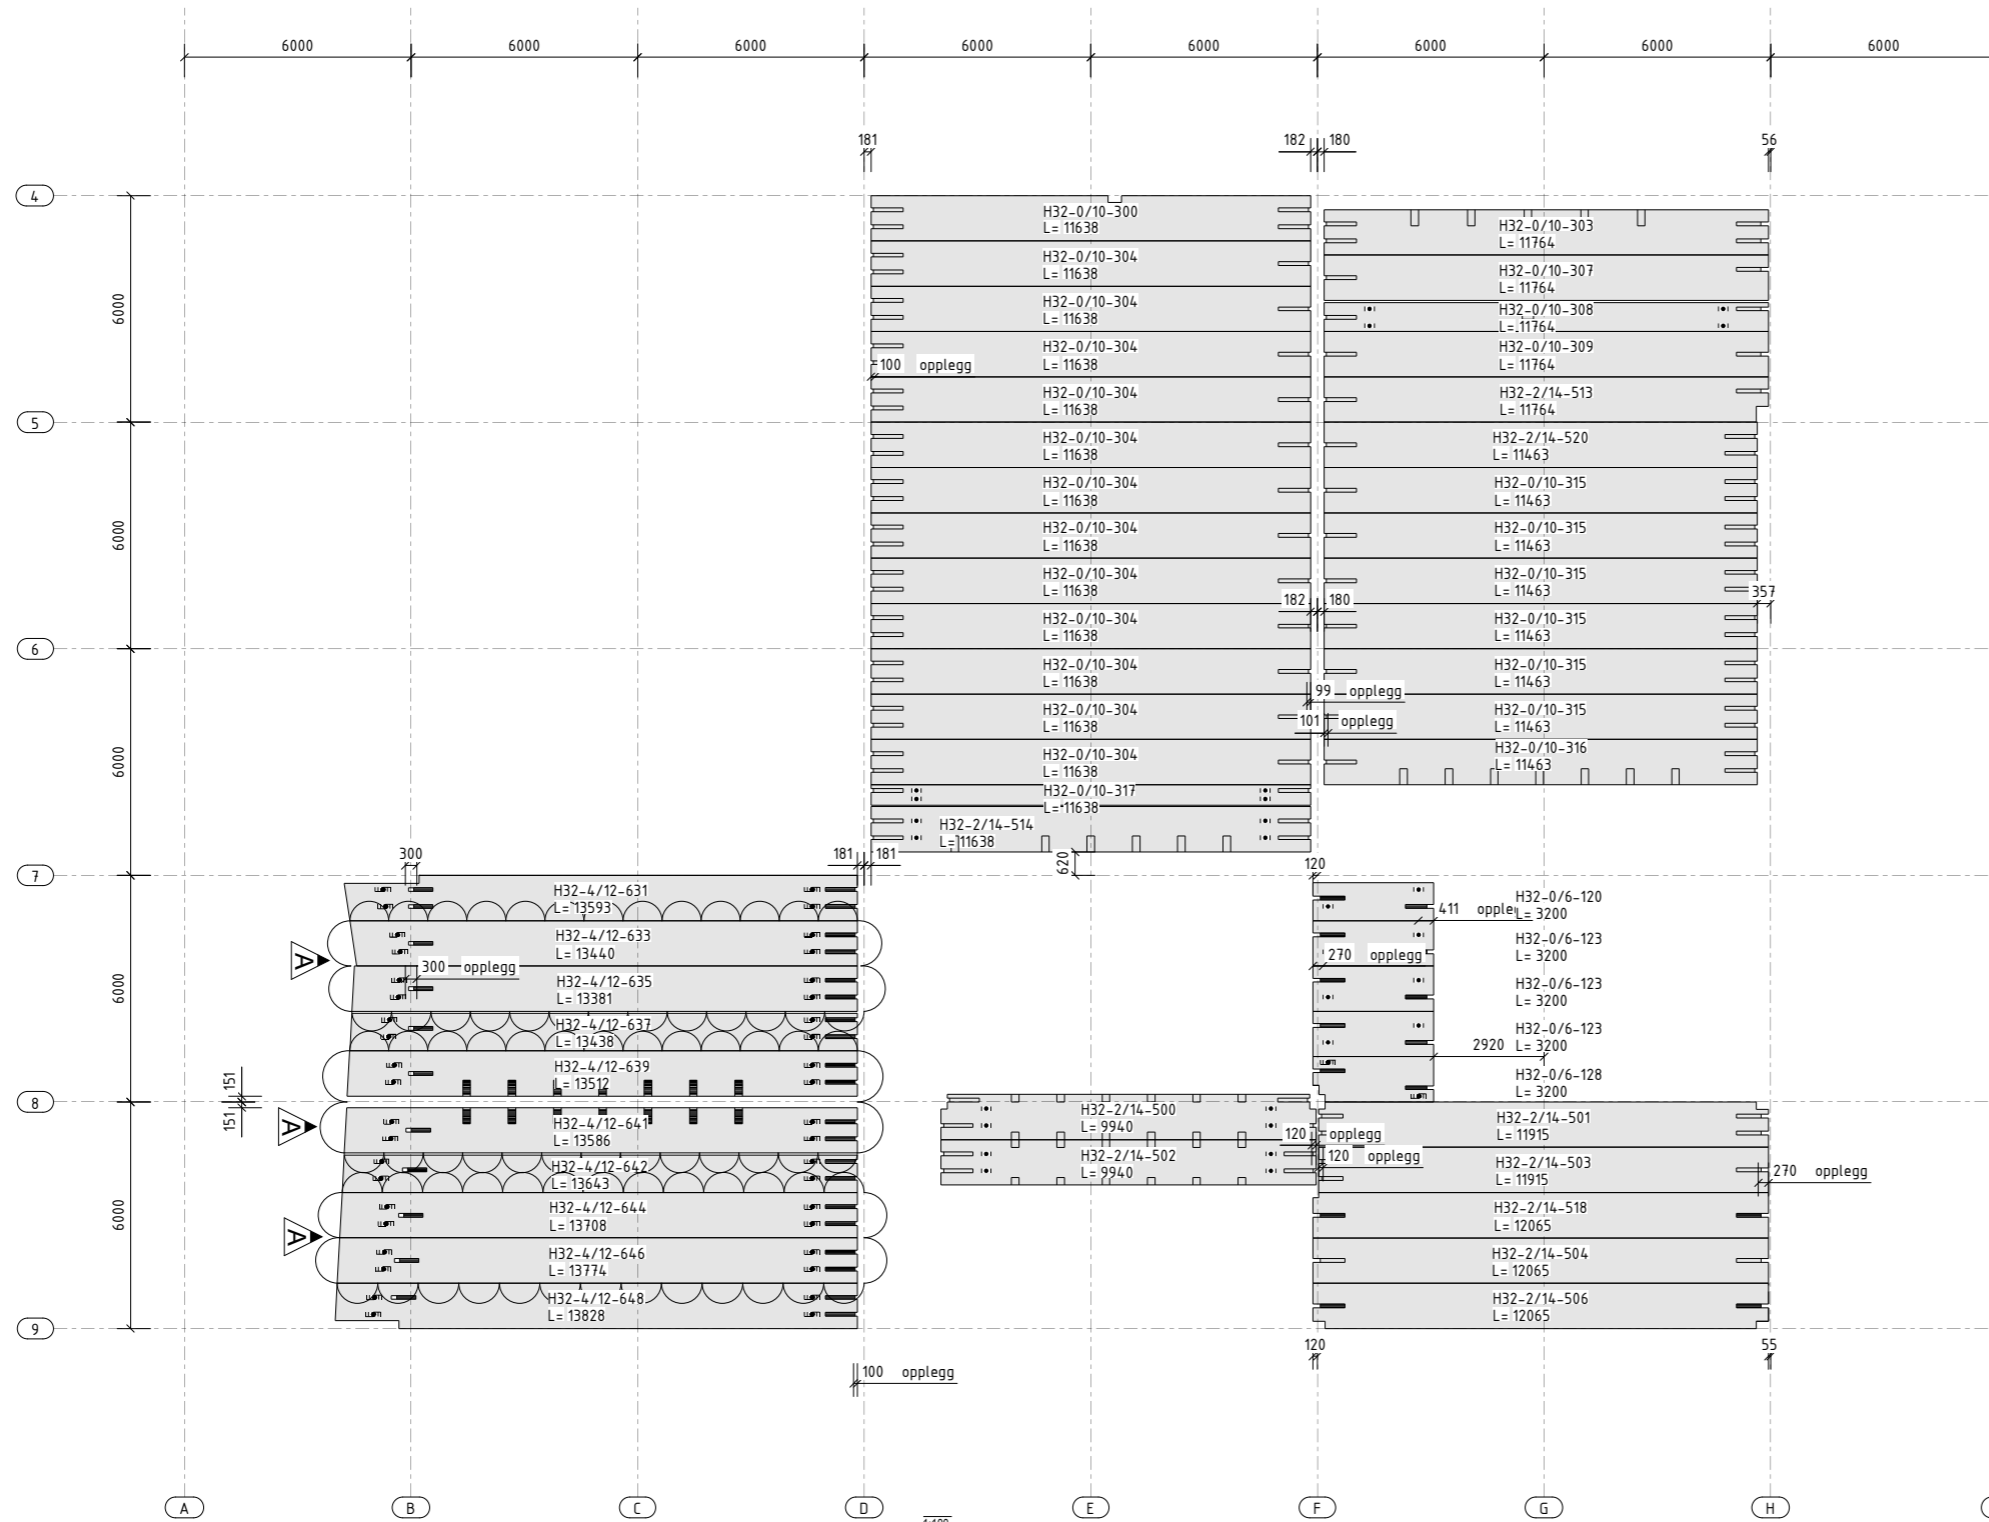 6000 6000 6000 6000 6000 6000 6000 6000
181 182 180 56
4
5
6
7
8
9
6000
6000
6000
6000
6000
H32-0/10-300
L= 11638
H32-0/10-304
L= 11638
H32-0/10-304
L= 11638
H32-0/10-304
L= 11638
100 opplegg
H32-0/10-304
L= 11638
H32-0/10-304
L= 11638
H32-0/10-304
L= 11638
H32-0/10-304
L= 11638
H32-0/10-304
L= 11638
H32-0/10-304
L= 11638
H32-0/10-304
L= 11638
H32-0/10-304
L= 11638
H32-0/10-304
L= 11638
H32-0/10-317
L= 11638
H32-2/14-514
L= 11638
H32-0/10-303
L= 11764
H32-0/10-307
L= 11764
H32-0/10-308
L= 11764
H32-0/10-309
L= 11764
H32-2/14-513
L= 11764
H32-2/14-520
L= 11463
H32-0/10-315
L= 11463
H32-0/10-315
L= 11463
H32-0/10-315
L= 11463
182 180
357
H32-0/10-315
L= 11463
H32-0/10-315
L= 11463
99 opplegg
H32-0/10-315
L= 11463
101 opplegg
H32-0/10-316
L= 11463
300
181 181
620
120
H32-4/12-631
L= 13593
H32-4/12-633
L= 13440
300 opplegg
H32-4/12-635
L= 13381
H32-4/12-637
L= 13438
H32-4/12-639
L= 13512
151
151
H32-4/12-641
L= 13586
H32-4/12-642
L= 13643
H32-4/12-644
L= 13708
H32-4/12-646
L= 13774
H32-4/12-648
L= 13828
A
A
A
100 opplegg
H32-0/6-120
L= 3200
411 opple
H32-0/6-123
L= 3200
270 opplegg
H32-0/6-123
L= 3200
H32-0/6-123
L= 3200
2920
H32-0/6-128
L= 3200
H32-2/14-500
L= 9940
H32-2/14-502
L= 9940
120 opplegg
120 opplegg
H32-2/14-501
L= 11915
H32-2/14-503
L= 11915
270 opplegg
H32-2/14-518
L= 12065
H32-2/14-504
L= 12065
H32-2/14-506
L= 12065
120 55
A B C D E F G H